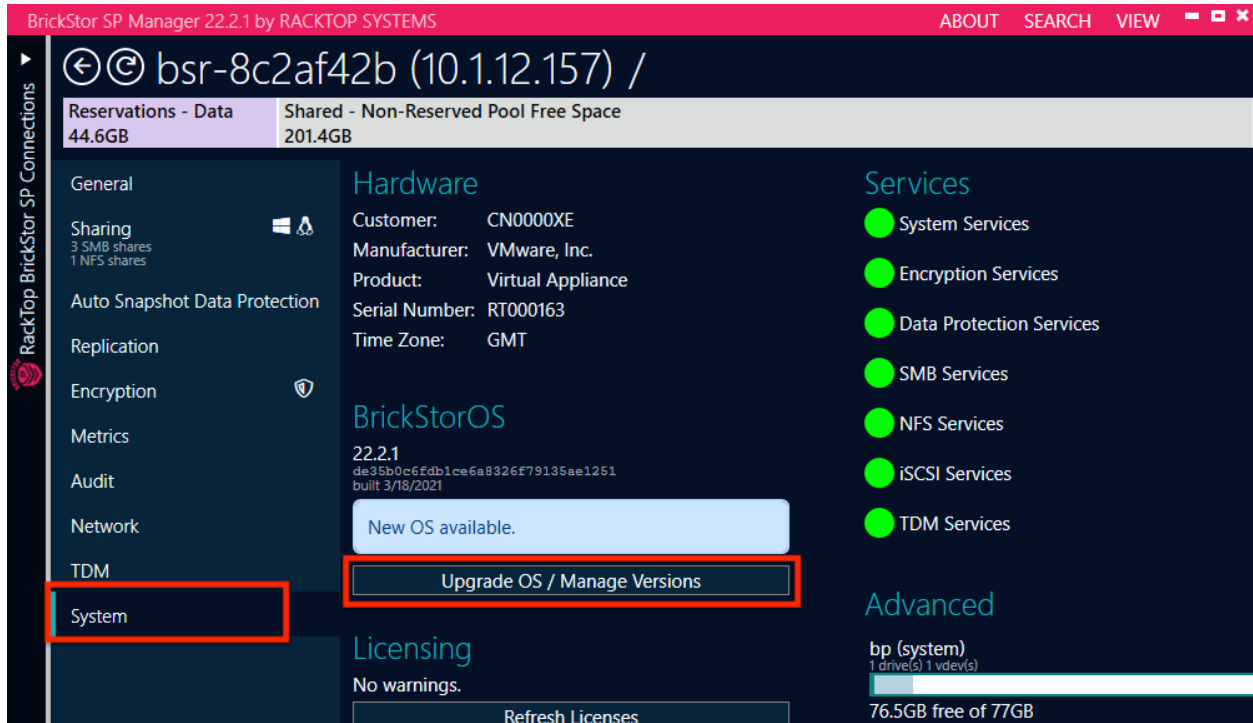 BrickStor SP Manager 22.2.1 by RACKTOP SYSTEMS
ABOUT SEARCH VIEW
RackTop BrickStor SP Connections
bsr-8c2af42b (10.1.12.157) /
Reservations - Data
44.6GB
Shared - Non-Reserved Pool Free Space
201.4GB
General
Sharing
3 SMB shares
1 NFS shares
Auto Snapshot Data Protection
Replication
Encryption
Metrics
Audit
Network
TDM
System
Hardware
Customer: CN0000XE
Manufacturer: VMware, Inc.
Product: Virtual Appliance
Serial Number: RT000163
Time Zone: GMT
BrickStorOS
22.2.1
de35b0c6fdb1ce6a8326f79135ae1251
built 3/18/2021
New OS available.
Upgrade OS / Manage Versions
Licensing
No warnings.
Refresh Licenses
Services
System Services
Encryption Services
Data Protection Services
SMB Services
NFS Services
iSCSI Services
TDM Services
Advanced
bp (system)
1 drive(s) 1 vdev(s)
76.5GB free of 77GB